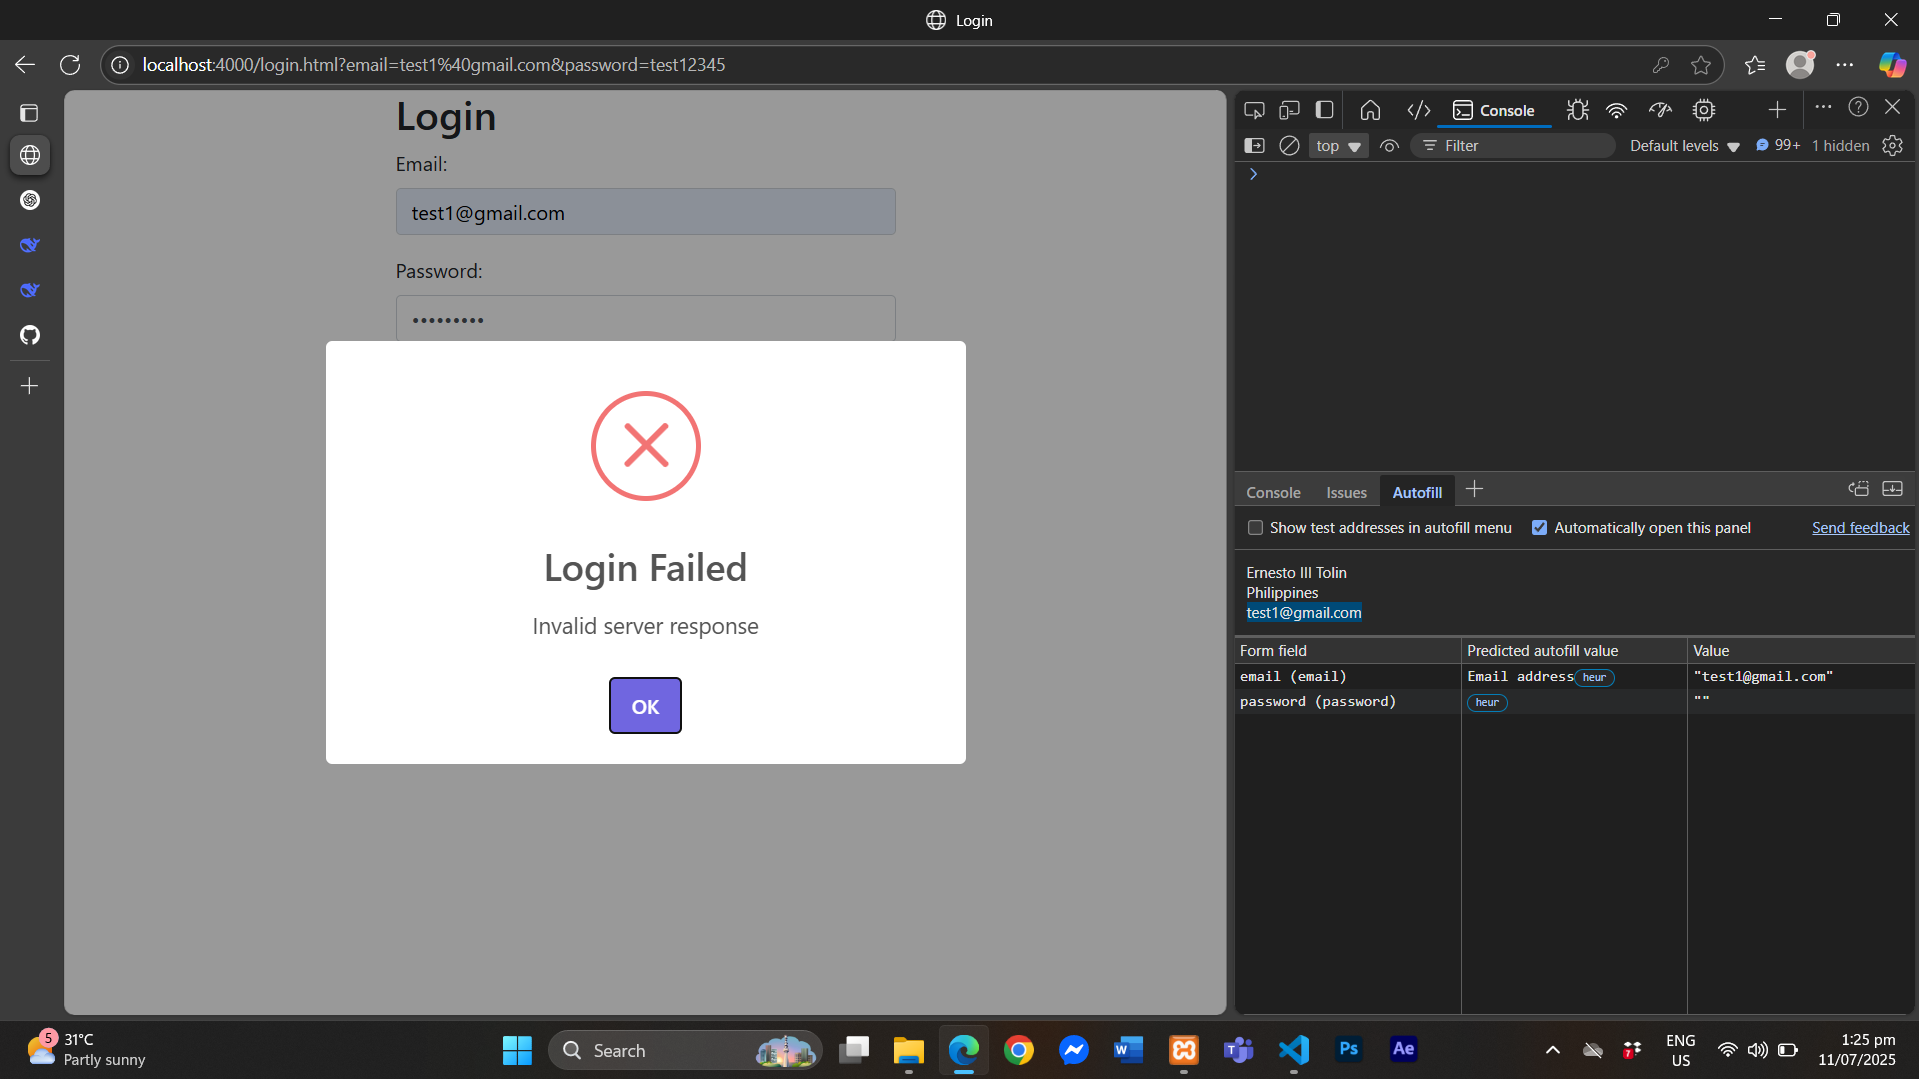 Login
localhost:4000/login.html?email=test1%40gmail.com&password=test12345
Login
Email:
test1@gmail.com
Password:
•••••••••
Login Failed
Invalid server response
OK
Console
top
Filter
Default levels
99+
1 hidden
Console
Issues
Autofill
Show test addresses in autofill menu
Automatically open this panel
Send feedback
Ernesto III Tolin
Philippines
test1@gmail.com
Form field
Predicted autofill value
Value
email (email)
Email address
heur
"test1@gmail.com"
password (password)
heur
""
5
31°C
Partly sunny
Search
W
T
Ps
Ae
7
ENG
US
1:25 pm
11/07/2025